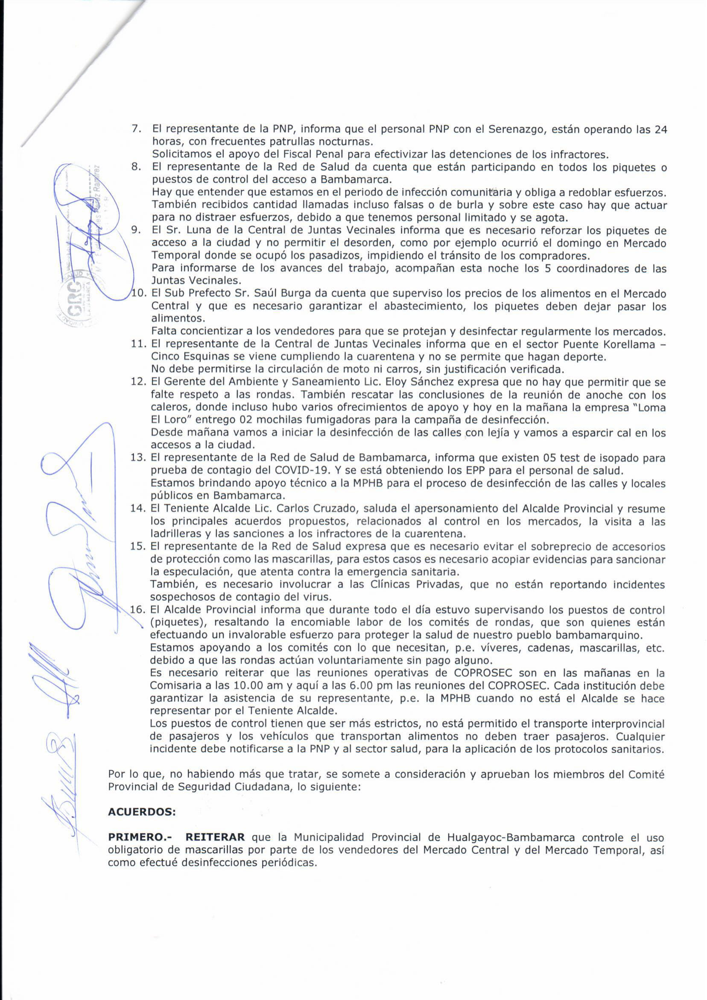 7. El representante de la PNP, informa que el personal PNP con el Serenazgo, están operando las 24
horas, con frecuentes patrullas nocturnas.
Solicitamos el apoyo del Fiscal Penal para efectivizar las detenciones de los infractores.
8. El representante de la Red de Salud da cuenta que están participando en todos los piquetes o
puestos de control del acceso a Bambamarca.
Hay que entender que estamos en el periodo de infección comunitaria y obliga a redoblar esfuerzos.
También recibidos cantidad llamadas incluso falsas o de burla y sobre este caso hay que actuar
para no distraer esfuerzos, debido a que tenemos personal limitado y se agota.
9. El Sr. Luna de la Central de Juntas Vecinales informa que es necesario reforzar los piquetes de
acceso a la ciudad y no permitir el desorden, como por ejemplo ocurrió el domingo en Mercado
Temporal donde se ocupó los pasadizos, impidiendo el tránsito de los compradores.
Para informarse de los avances del trabajo, acompañan esta noche los 5 coordinadores de las
Juntas Vecinales.
10. El Sub Prefecto Sr. Saúl Burga da cuenta que superviso los precios de los alimentos en el Mercado
Central y que es necesario garantizar el abastecimiento, los piquetes deben dejar pasar los
alimentos.
Falta concientizar a los vendedores para que se protejan y desinfectar regularmente los mercados.
11. El representante de la Central de Juntas Vecinales informa que en el sector Puente Korellama –
Cinco Esquinas se viene cumpliendo la cuarentena y no se permite que hagan deporte.
No debe permitirse la circulación de moto ni carros, sin justificación verificada.
12. El Gerente del Ambiente y Saneamiento Lic. Eloy Sánchez expresa que no hay que permitir que se
falte respeto a las rondas. También rescatar las conclusiones de la reunión de anoche con los
caleros, donde incluso hubo varios ofrecimientos de apoyo y hoy en la mañana la empresa "Loma
El Loro" entrego 02 mochilas fumigadoras para la campaña de desinfección.
Desde mañana vamos a iniciar la desinfección de las calles con lejía y vamos a esparcir cal en los
accesos a la ciudad.
13. El representante de la Red de Salud de Bambamarca, informa que existen 05 test de isopado para
prueba de contagio del COVID-19. Y se está obteniendo los EPP para el personal de salud.
Estamos brindando apoyo técnico a la MPHB para el proceso de desinfección de las calles y locales
públicos en Bambamarca.
14. El Teniente Alcalde Lic. Carlos Cruzado, saluda el apersonamiento del Alcalde Provincial y resume
los principales acuerdos propuestos, relacionados al control en los mercados, la visita a las
ladrilleras y las sanciones a los infractores de la cuarentena.
15. El representante de la Red de Salud expresa que es necesario evitar el sobreprecio de accesorios
de protección como las mascarillas, para estos casos es necesario acopiar evidencias para sancionar
la especulación, que atenta contra la emergencia sanitaria.
También, es necesario involucrar a las Clínicas Privadas, que no están reportando incidentes
sospechosos de contagio del virus.
16. El Alcalde Provincial informa que durante todo el día estuvo supervisando los puestos de control
(piquetes), resaltando la encomiable labor de los comités de rondas, que son quienes están
efectuando un invalorable esfuerzo para proteger la salud de nuestro pueblo bambamarquino.
Estamos apoyando a los comités con lo que necesitan, p.e. víveres, cadenas, mascarillas, etc.
debido a que las rondas actúan voluntariamente sin pago alguno.
Es necesario reiterar que las reuniones operativas de COPROSEC son en las mañanas en la
Comisaria a las 10.00 am y aquí a las 6.00 pm las reuniones del COPROSEC. Cada institución debe
garantizar la asistencia de su representante, p.e. la MPHB cuando no está el Alcalde se hace
representar por el Teniente Alcalde.
Los puestos de control tienen que ser más estrictos, no está permitido el transporte interprovincial
de pasajeros y los vehículos que transportan alimentos no deben traer pasajeros. Cualquier
incidente debe notificarse a la PNP y al sector salud, para la aplicación de los protocolos sanitarios.
Por lo que, no habiendo más que tratar, se somete a consideración y aprueban los miembros del Comité
Provincial de Seguridad Ciudadana, lo siguiente:
ACUERDOS:
PRIMERO.- REITERAR que la Municipalidad Provincial de Hualgayoc-Bambamarca controle el uso
obligatorio de mascarillas por parte de los vendedores del Mercado Central y del Mercado Temporal, así
como efectué desinfecciones periódicas.
Ramírez
GRC
CAJAMARCA